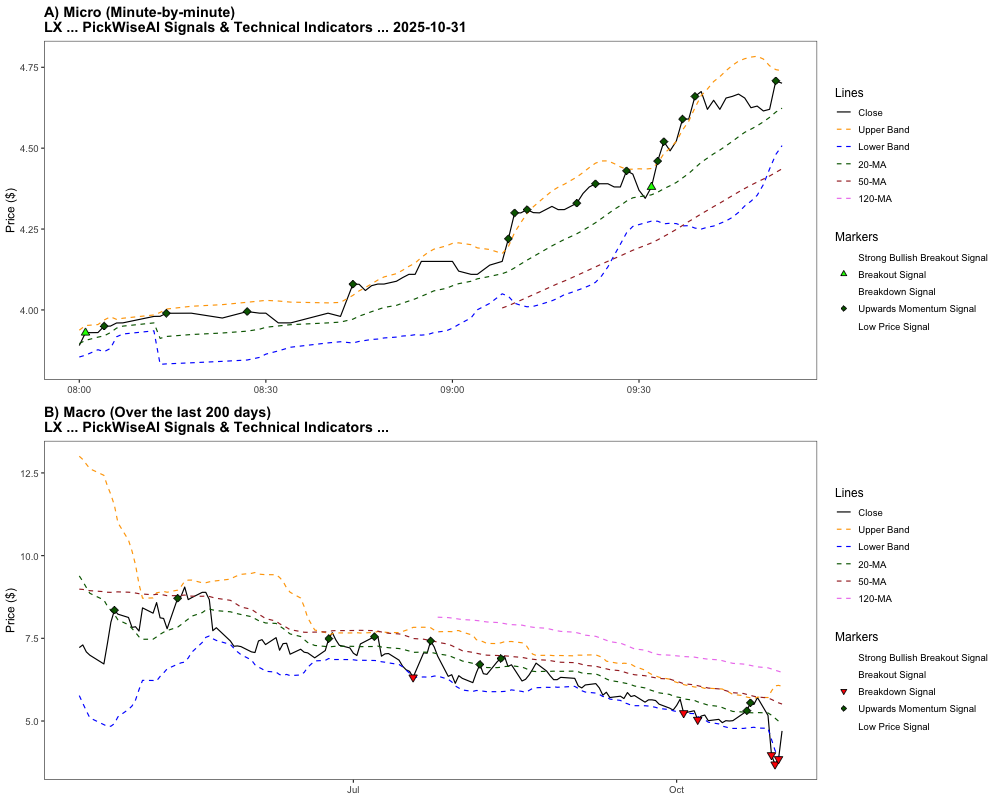 A) Micro (Minute-by-minute)
LX ... PickWiseAI Signals & Technical Indicators ... 2025-10-31
Price ($)
4.75
4.50
4.25
4.00
08:00
08:30
09:00
09:30
Lines
Close
Upper Band
Lower Band
20-MA
50-MA
120-MA
Markers
Strong Bullish Breakout Signal
Breakout Signal
Breakdown Signal
Upwards Momentum Signal
Low Price Signal
B) Macro (Over the last 200 days)
LX ... PickWiseAI Signals & Technical Indicators ...
Price ($)
12.5
10.0
7.5
5.0
Jul
Oct
Lines
Close
Upper Band
Lower Band
20-MA
50-MA
120-MA
Markers
Strong Bullish Breakout Signal
Breakout Signal
Breakdown Signal
Upwards Momentum Signal
Low Price Signal